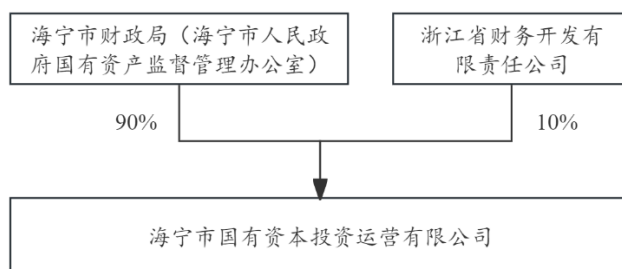 海宁市财政局（海宁市人民政
府国有资产监督管理办公室）
浙江省财务开发有
限责任公司
90%
10%
海宁市国有资本投资运营有限公司